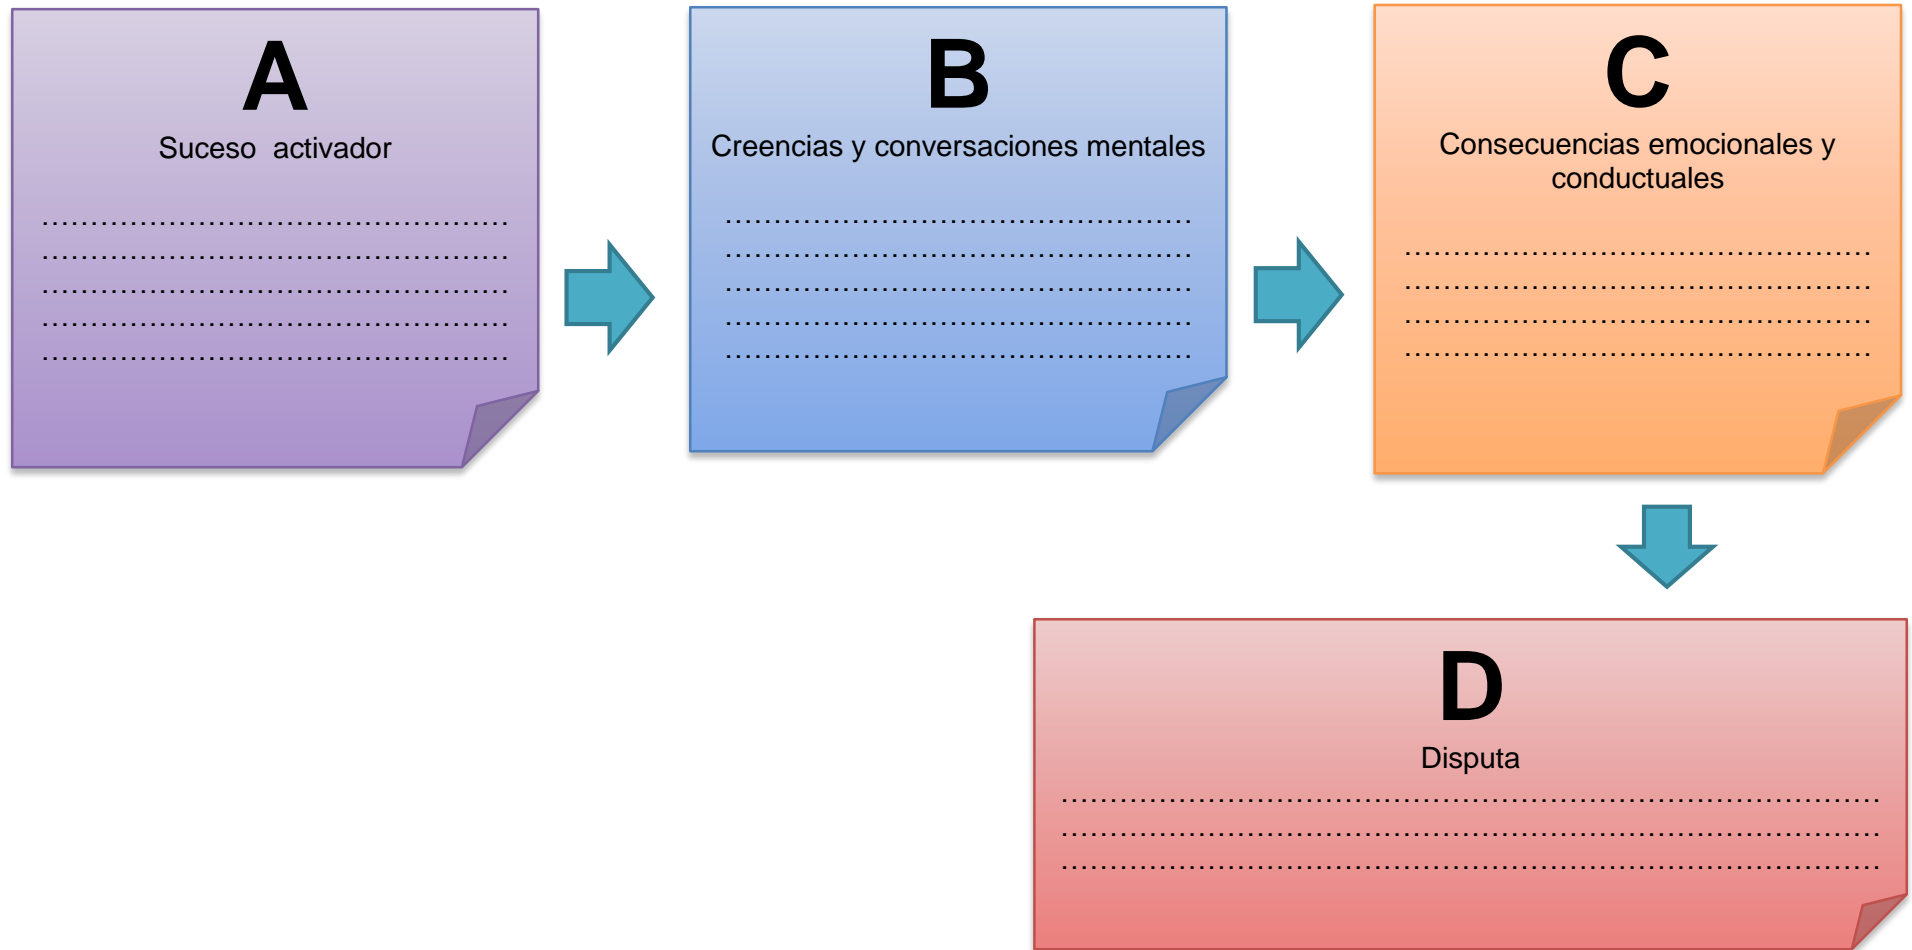 A
Suceso  activador
................................................
................................................
................................................
................................................
................................................
B
Creencias y conversaciones mentales
................................................
................................................
................................................
................................................
................................................
C
Consecuencias emocionales y
conductuales
................................................
................................................
................................................
................................................
D
Disputa
....................................................................................
....................................................................................
....................................................................................